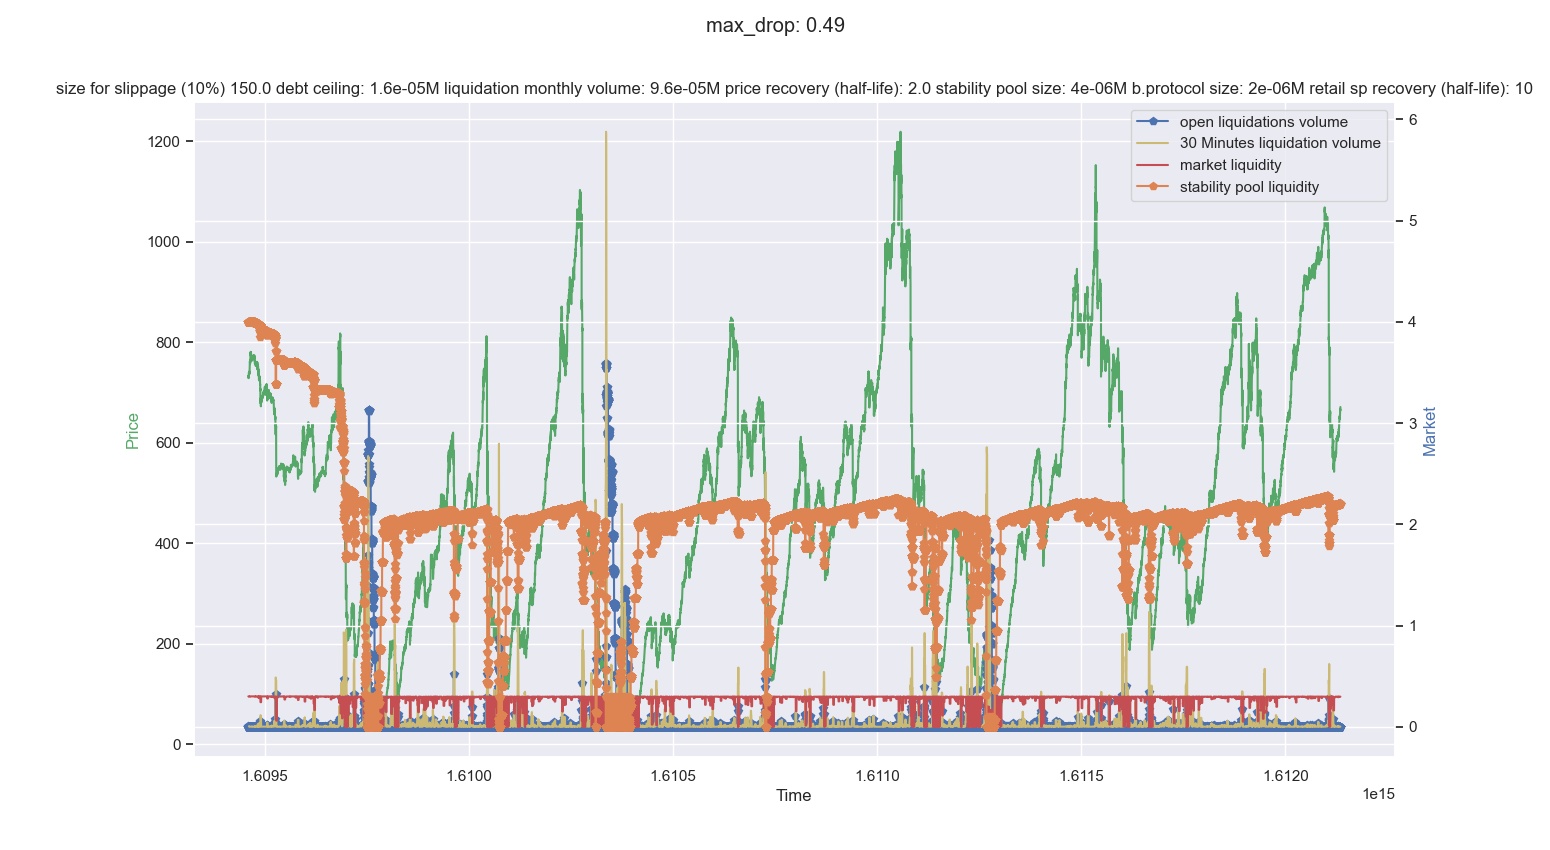 max_drop: 0.49
size for slippage (10%) 150.0 debt ceiling: 1.6e-05M liquidation monthly volume: 9.6e-05M price recovery (half-life): 2.0 stability pool size: 4e-06M b.protocol size: 2e-06M retail sp recovery (half-life): 10
open liquidations volume
30 Minutes liquidation volume
market liquidity
stability pool liquidity
1200
1000
800
600
400
200
0
Price
6
5
4
3
2
1
0
Market
1.6095 1.6100 1.6105 1.6110 1.6115 1.6120
1e15
Time